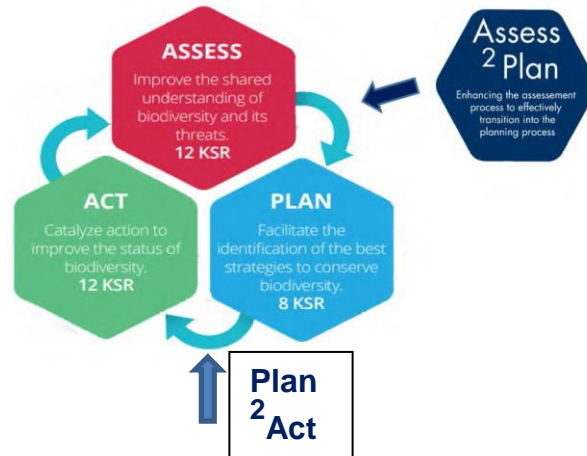 ASSESS
Improve the shared
understanding of
biodiversity and its
threats.
12 KSR
Assess
2 Plan
Enhancing the assessment
process to effectively
transition into the
planning process
ACT
Catalyze action to
improve the status of
biodiversity.
12 KSR
PLAN
Facilitate the
identification of the best
strategies to conserve
biodiversity.
8 KSR
Plan
2 Act